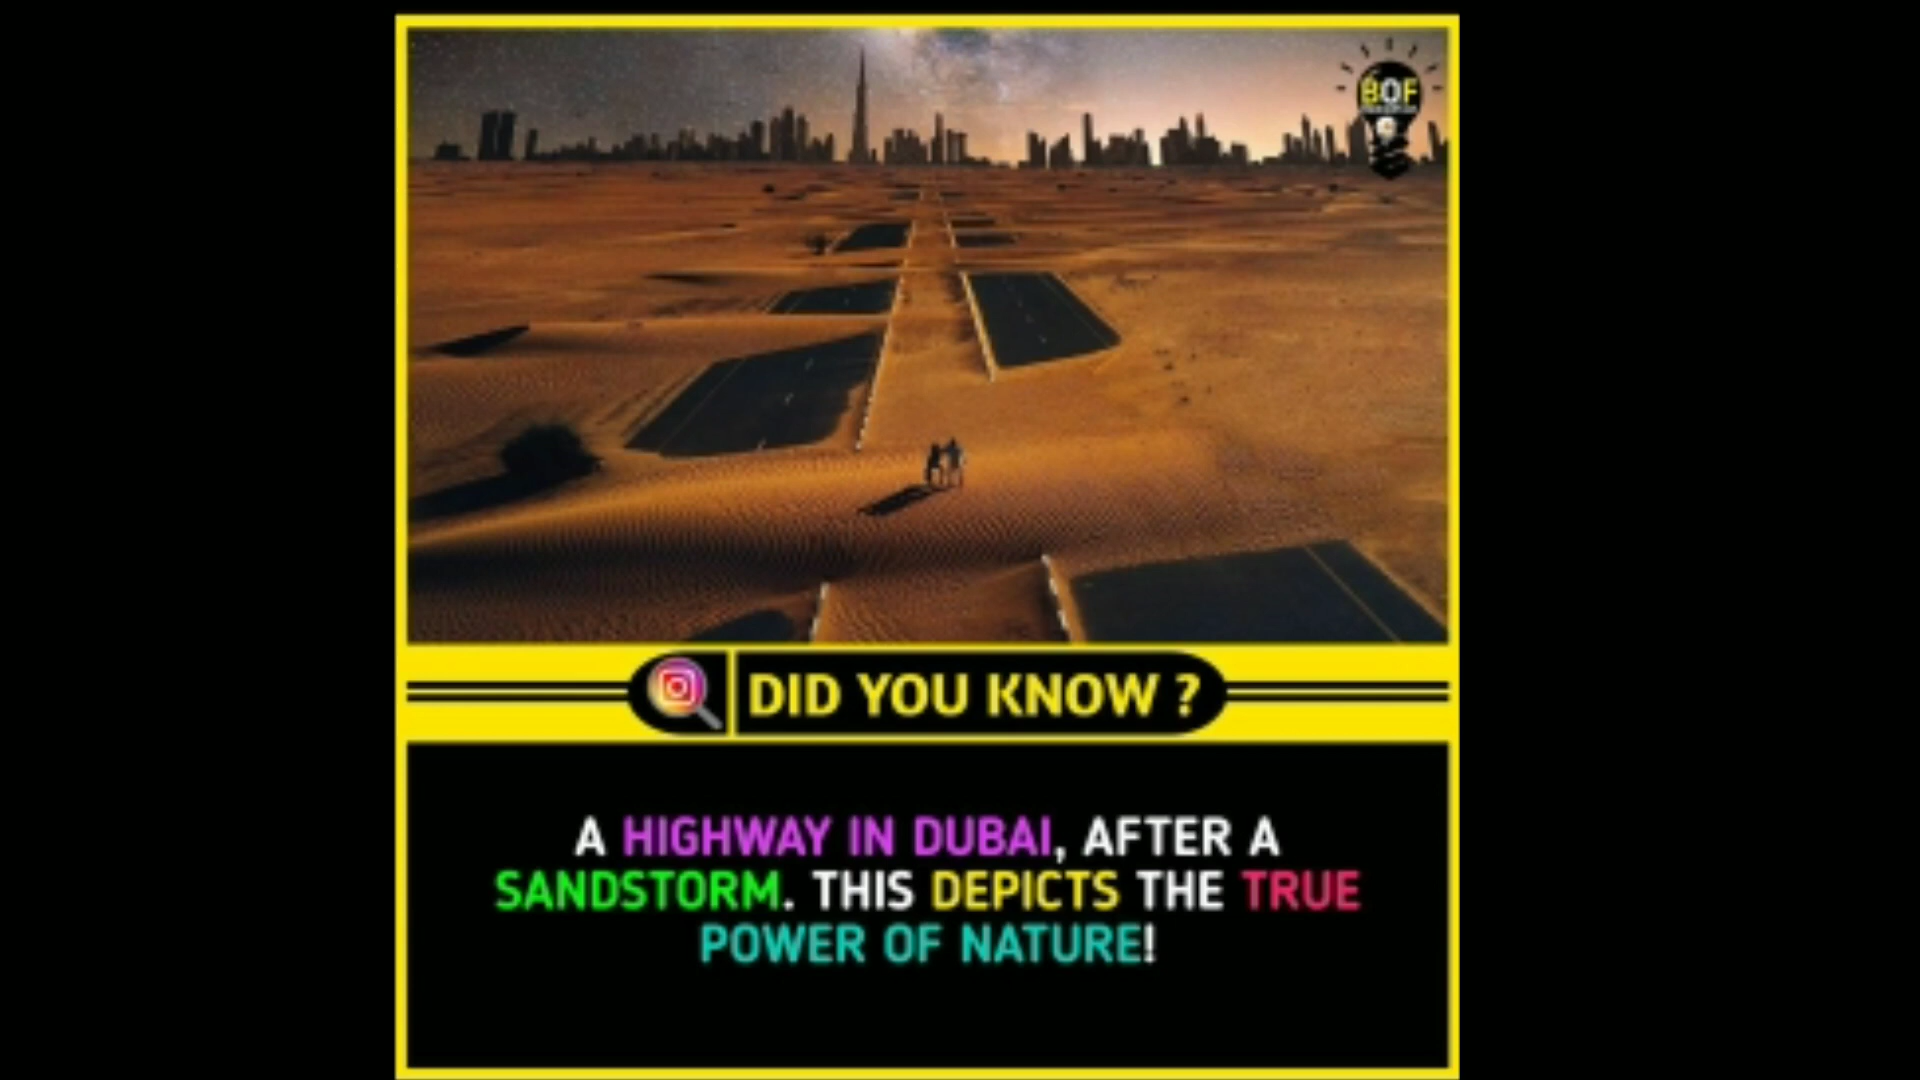 BOF
DID YOU KNOW ?
A HIGHWAY IN DUBAI, AFTER A
SANDSTORM. THIS DEPICTS THE TRUE
POWER OF NATURE!